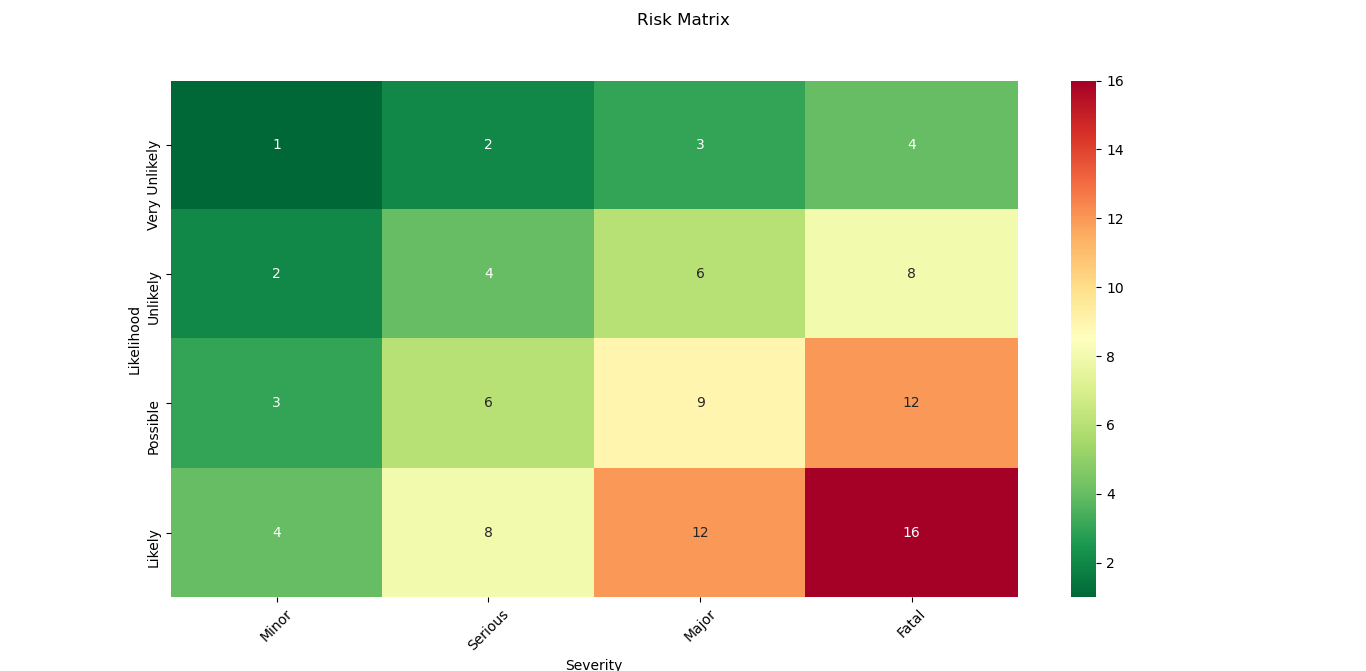 Risk Matrix
Likelihood
Very Unlikely
1 2 3 4
Unlikely
2 4 6 8
Possible
3 6 9 12
Likely
4 8 12 16
Minor Serious Major Fatal
Severity
16
14
12
10
8
6
4
2